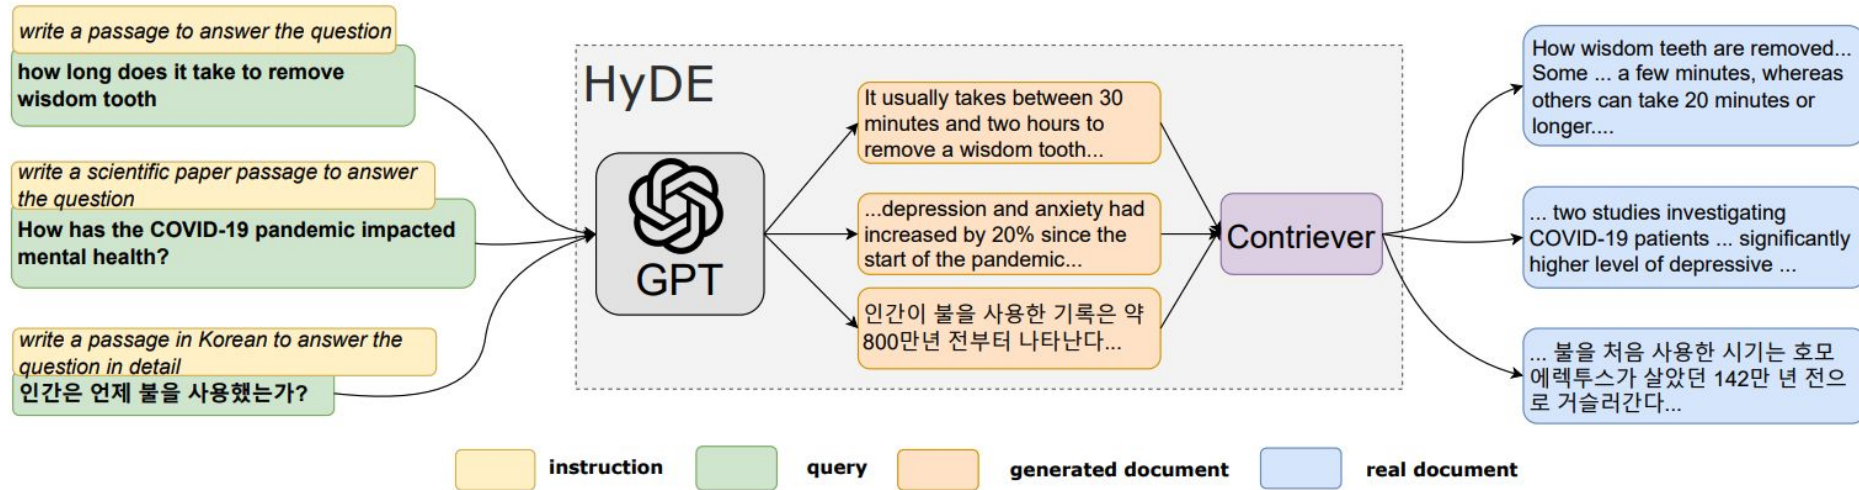 write a passage to answer the question
how long does it take to remove
wisdom tooth
write a scientific paper passage to answer
the question
How has the COVID-19 pandemic impacted
mental health?
write a passage in Korean to answer the
question in detail
인간은 언제 불을 사용했는가?
HyDE
GPT
It usually takes between 30
minutes and two hours to
remove a wisdom tooth...
...depression and anxiety had
increased by 20% since the
start of the pandemic...
인간이 불을 사용한 기록은 약
800만년 전부터 나타난다...
Contriever
How wisdom teeth are removed...
Some ... a few minutes, whereas
others can take 20 minutes or
longer....
... two studies investigating
COVID-19 patients ... significantly
higher level of depressive ...
... 불을 처음 사용한 시기는 호모
에렉투스가 살았던 142만 년 전으
로 거슬러간다...
instruction
query
generated document
real document